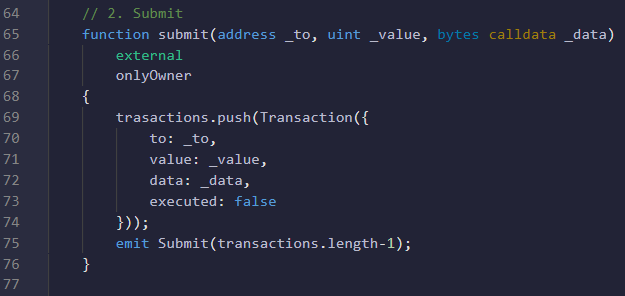 64 // 2. Submit
65 function submit(address _to, uint _value, bytes calldata _data)
66 external
67 onlyOwner
68 {
69 trasactions.push(Transaction({
70 to: _to,
71 value: _value,
72 data: _data,
73 executed: false
74 }));
75 emit Submit(transactions.length-1);
76 }
77